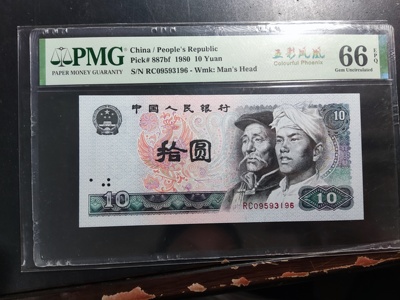 PMG
PAPER MONEY GUARANTY
China / People's Republic
Pick# 887bf 1980 10 Yuan
S/N RC09593196 - Wmk: Man's Head
五彩凤凰
Colourful Phoenix
66 EPQ
Gem Uncirculated
中国人民银行
10
拾圆
RC09593196
10
10